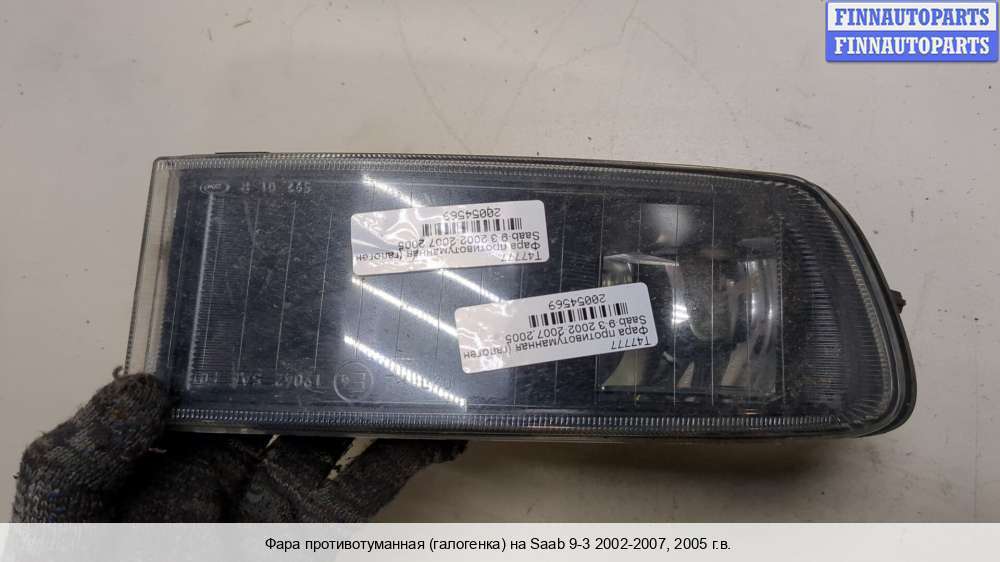 FINNAUTOPARTS
FINNAUTOPARTS
T47777
Фара противотуманная (галоген
Saab 9-3 2002 2007,2005
20054569
T47777
Фара противотуманная (галоген
Saab 9-3 2002 2007,2005
20054569
Фара противотуманная (галогенка) на Saab 9-3 2002-2007, 2005 г.в.